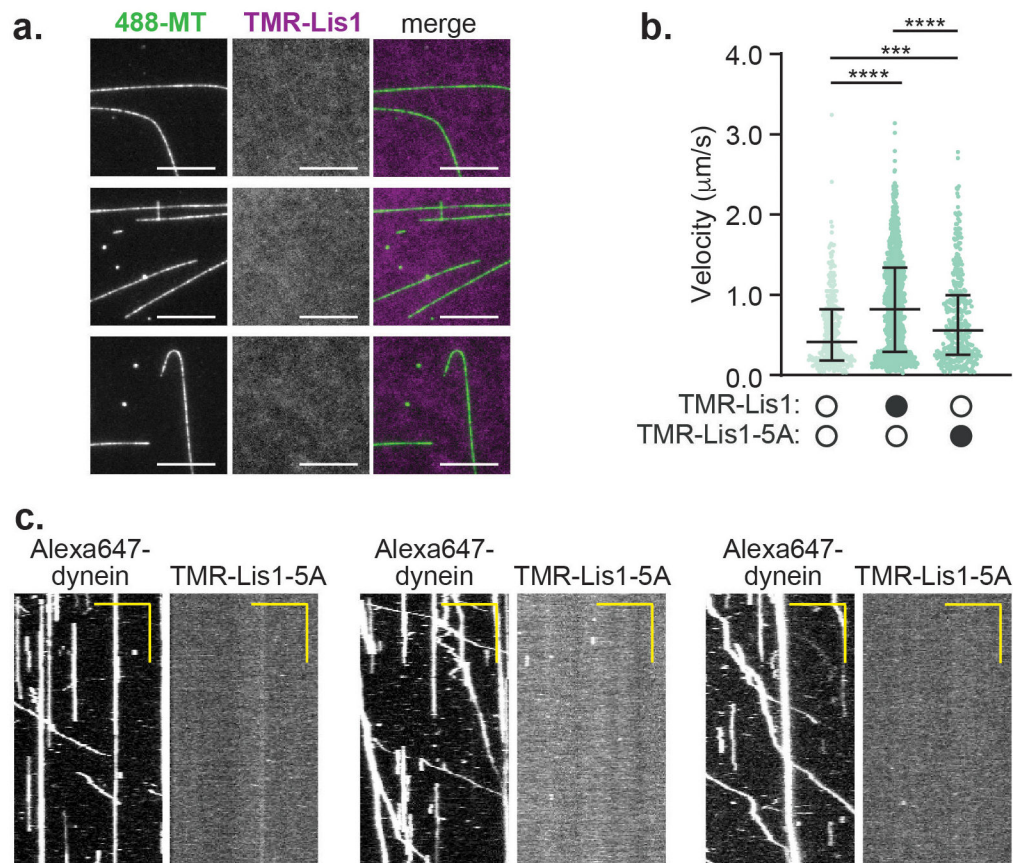 a.
488-MT TMR-Lis1 merge
b.
****
***
****
Velocity (μm/s)
4.0
3.0
2.0
1.0
0.0
TMR-Lis1:
TMR-Lis1-5A:
c.
Alexa647-
dynein
TMR-Lis1-5A
Alexa647-
dynein
TMR-Lis1-5A
Alexa647-
dynein
TMR-Lis1-5A